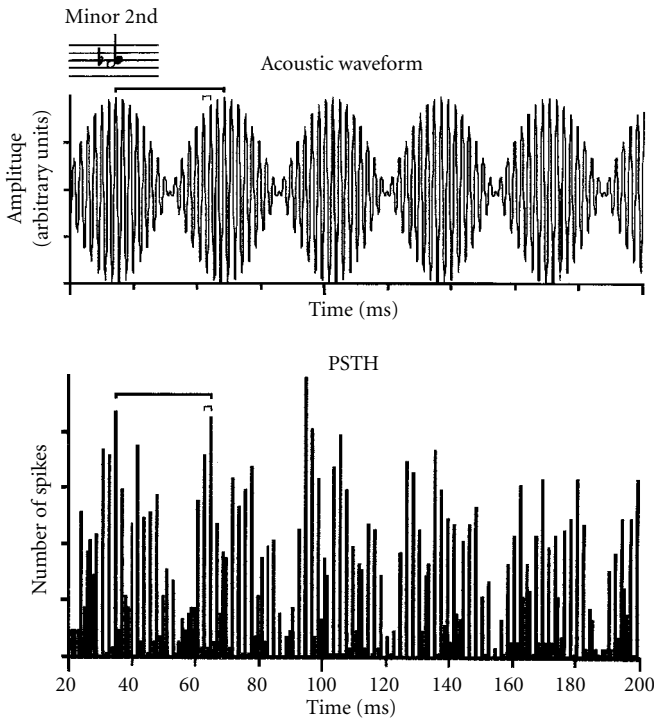 Minor 2nd
Acoustic waveform
Amplituqe
(arbitrary units)
Time (ms)
PSTH
Number of spikes
20 40 60 80 100 120 140 160 180 200
Time (ms)